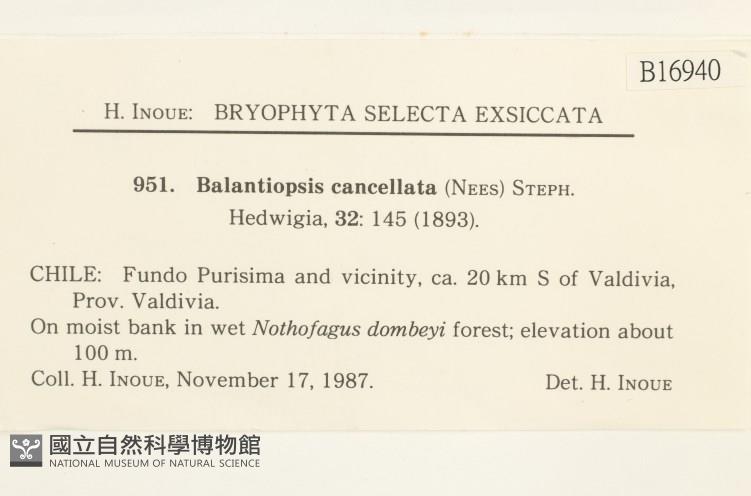 B16940
H. INOUE: BRYOPHYTA SELECTA EXSICCATA
951. Balantiopsis cancellata (NEES) STEPH.
Hedwigia, 32: 145 (1893).
CHILE: Fundo Purisima and vicinity, ca. 20 km S of Valdivia,
Prov. Valdivia.
On moist bank in wet Nothofagus dombeyi forest; elevation about
100 m.
Coll. H. INOUE, November 17, 1987. Det. H. INOUE
國立自然科學博物館
NATIONAL MUSEUM OF NATURAL SCIENCE